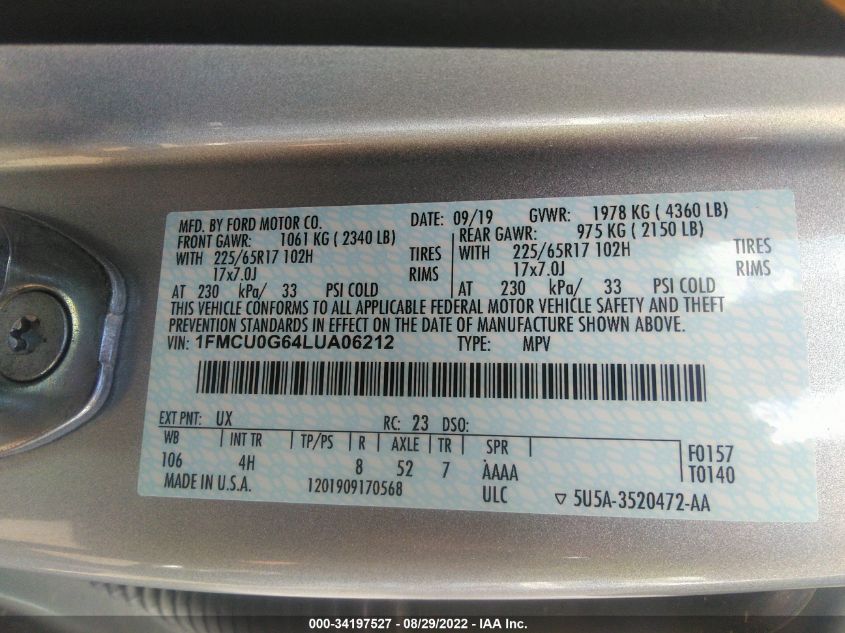 MFD. BY FORD MOTOR CO. DATE: 09/19 GVWR: 1978 KG ( 4360 LB)
FRONT GAWR: 1061 KG ( 2340 LB) REAR GAWR: 975 KG ( 2150 LB)
WITH 225/65R17 102H TIRES WITH 225/65R17 102H TIRES
17x7.0J RIMS 17x7.0J RIMS
AT 230 kPa/ 33 PSI COLD AT 230 kPa/ 33 PSI COLD
THIS VEHICLE CONFORMS TO ALL APPLICABLE FEDERAL MOTOR VEHICLE SAFETY AND THEFT
PREVENTION STANDARDS IN EFFECT ON THE DATE OF MANUFACTURE SHOWN ABOVE.
VIN: 1FMCU0G64LUA06212 TYPE: MPV
EXT PNT: UX RC: 23 DSO:
WB INT TR TP/PS R AXLE TR SPR F0157
106 4H 8 52 7 AAAA T0140
MADE IN U.S.A. 1201909170568 ULC ▽ 5U5A-3520472-AA
000-34197527 - 08/29/2022 - IAA Inc.